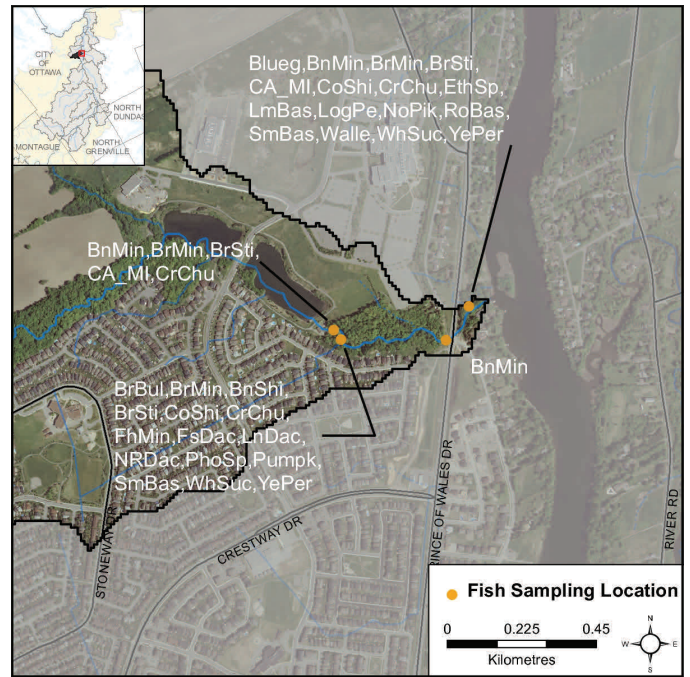 CITY
OF
OTTAWA
NORTH
DUNDAS
MONTAGUE
NORTH
GRENVILLE
Blueg,BnMin,BrMin,BrSti,
CA_MI,CoShi,CrChu,EthSp,
LmBas,LogPe,NoPik,RoBas,
SmBas,Walle,WhSuc,YePer
BnMin,BrMin,BrSti,
CA_MI,CrChu
BnMin
BrBul,BrMin,BnShi,
BrSti,CoShi,CrChu,
FhMin,FsDac,LnDac,
NRDac,PhoSp,Pumpk,
SmBas,WhSuc,YePer
STONEWAY DR
CRESTWAY DR
PRINCE OF WALES DR
RIVER RD
Fish Sampling Location
0 0.225 0.45
Kilometres
N
W E
S